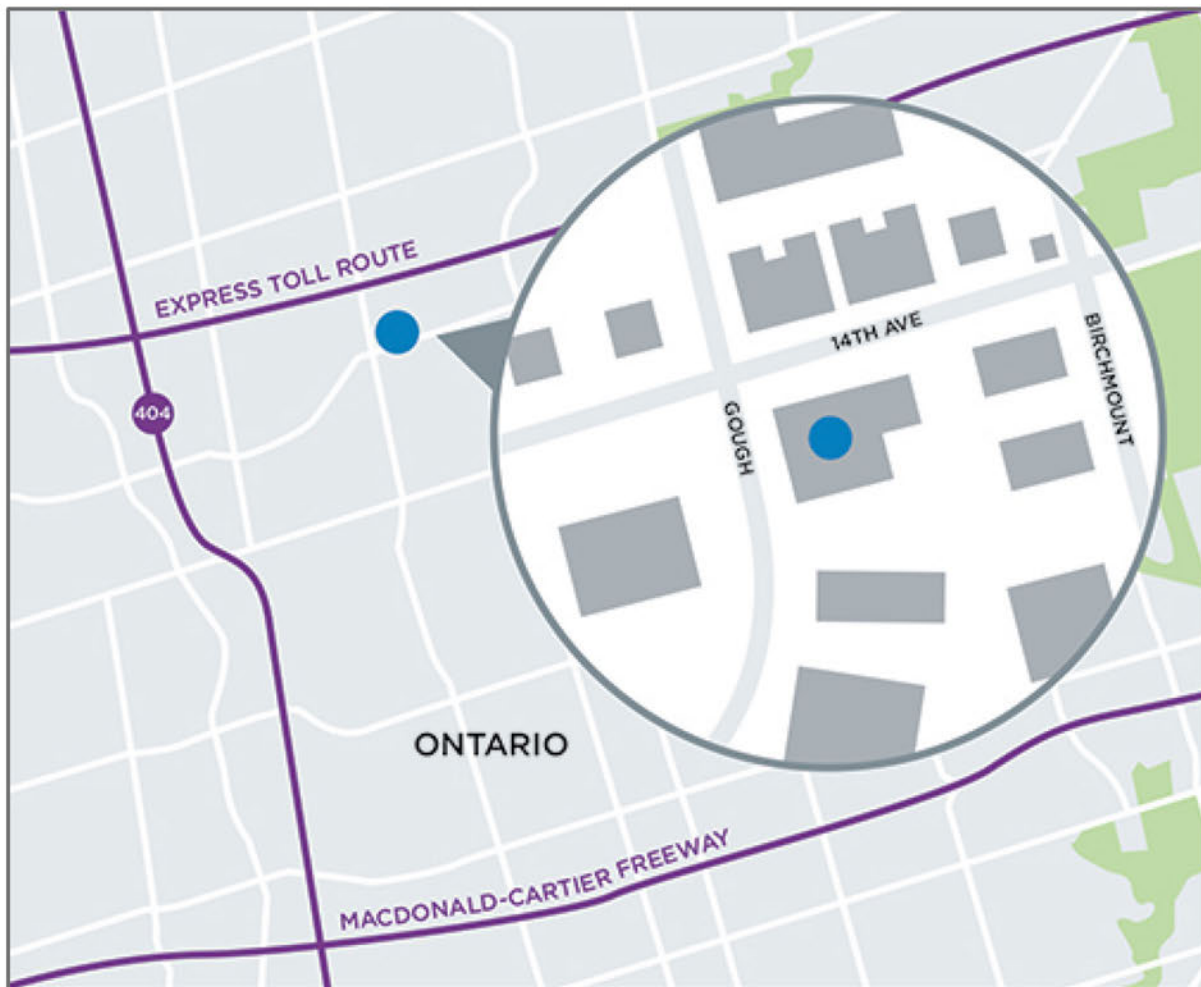 EXPRESS TOLL ROUTE
14TH AVE
BIRCHMOUNT
404
GOUGH
ONTARIO
MACDONALD-CARTIER FREEWAY